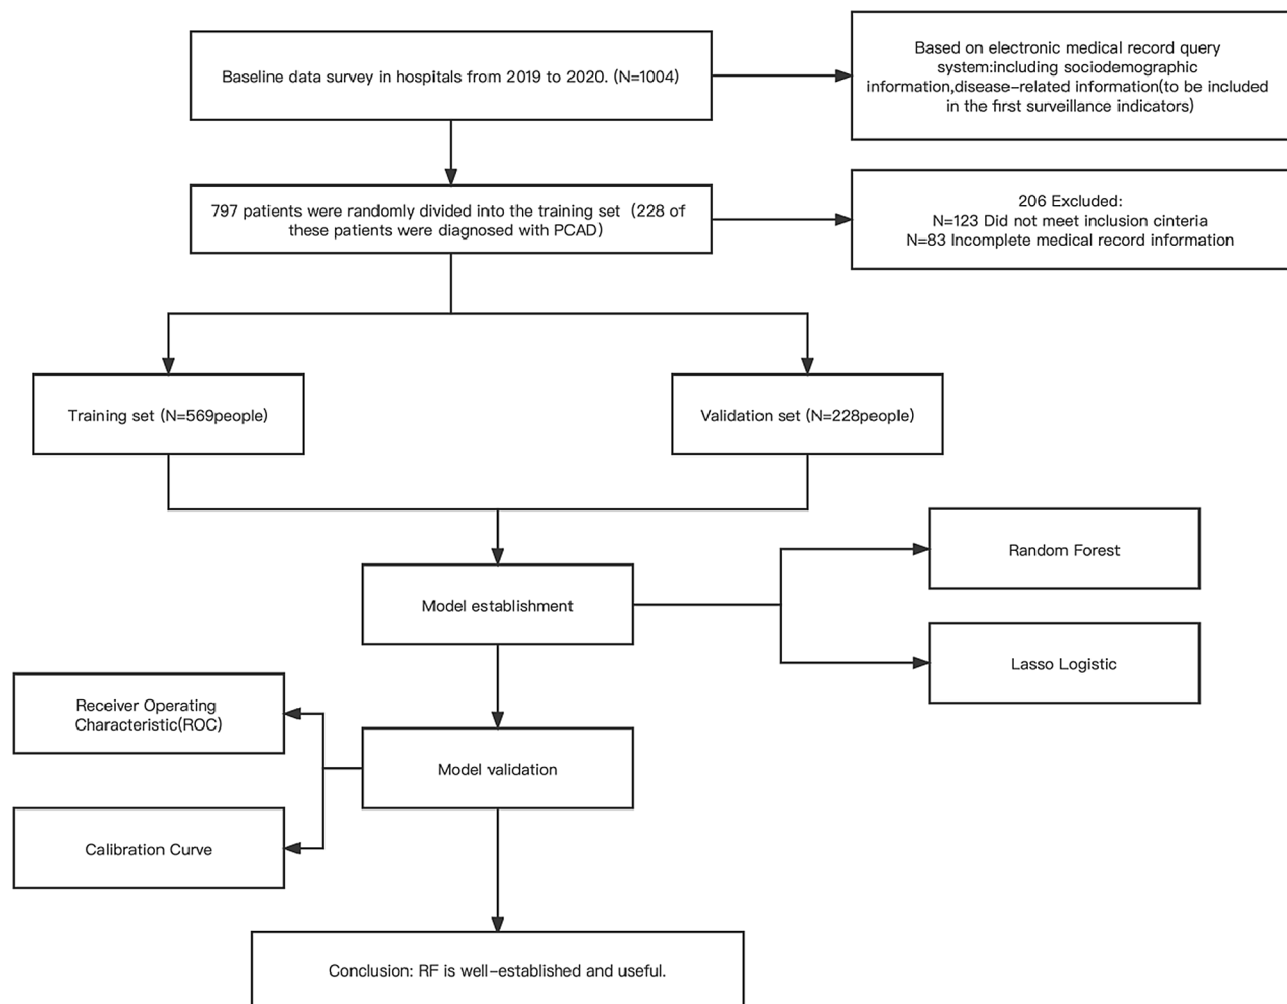 Baseline data survey in hospitals from 2019 to 2020. (N=1004)
Based on electronic medical record query
system:including sociodemographic
information,disease-related information(to be included
in the first surveillance indicators)
797 patients were randomly divided into the training set (228 of
these patients were diagnosed with PCAD)
206 Excluded:
N=123 Did not meet inclusion cinteria
N=83 Incomplete medical record information
Training set (N=569people)
Validation set (N=228people)
Random Forest
Model establishment
Lasso Logistic
Receiver Operating
Characteristic(ROC)
Model validation
Calibration Curve
Conclusion: RF is well-established and useful.